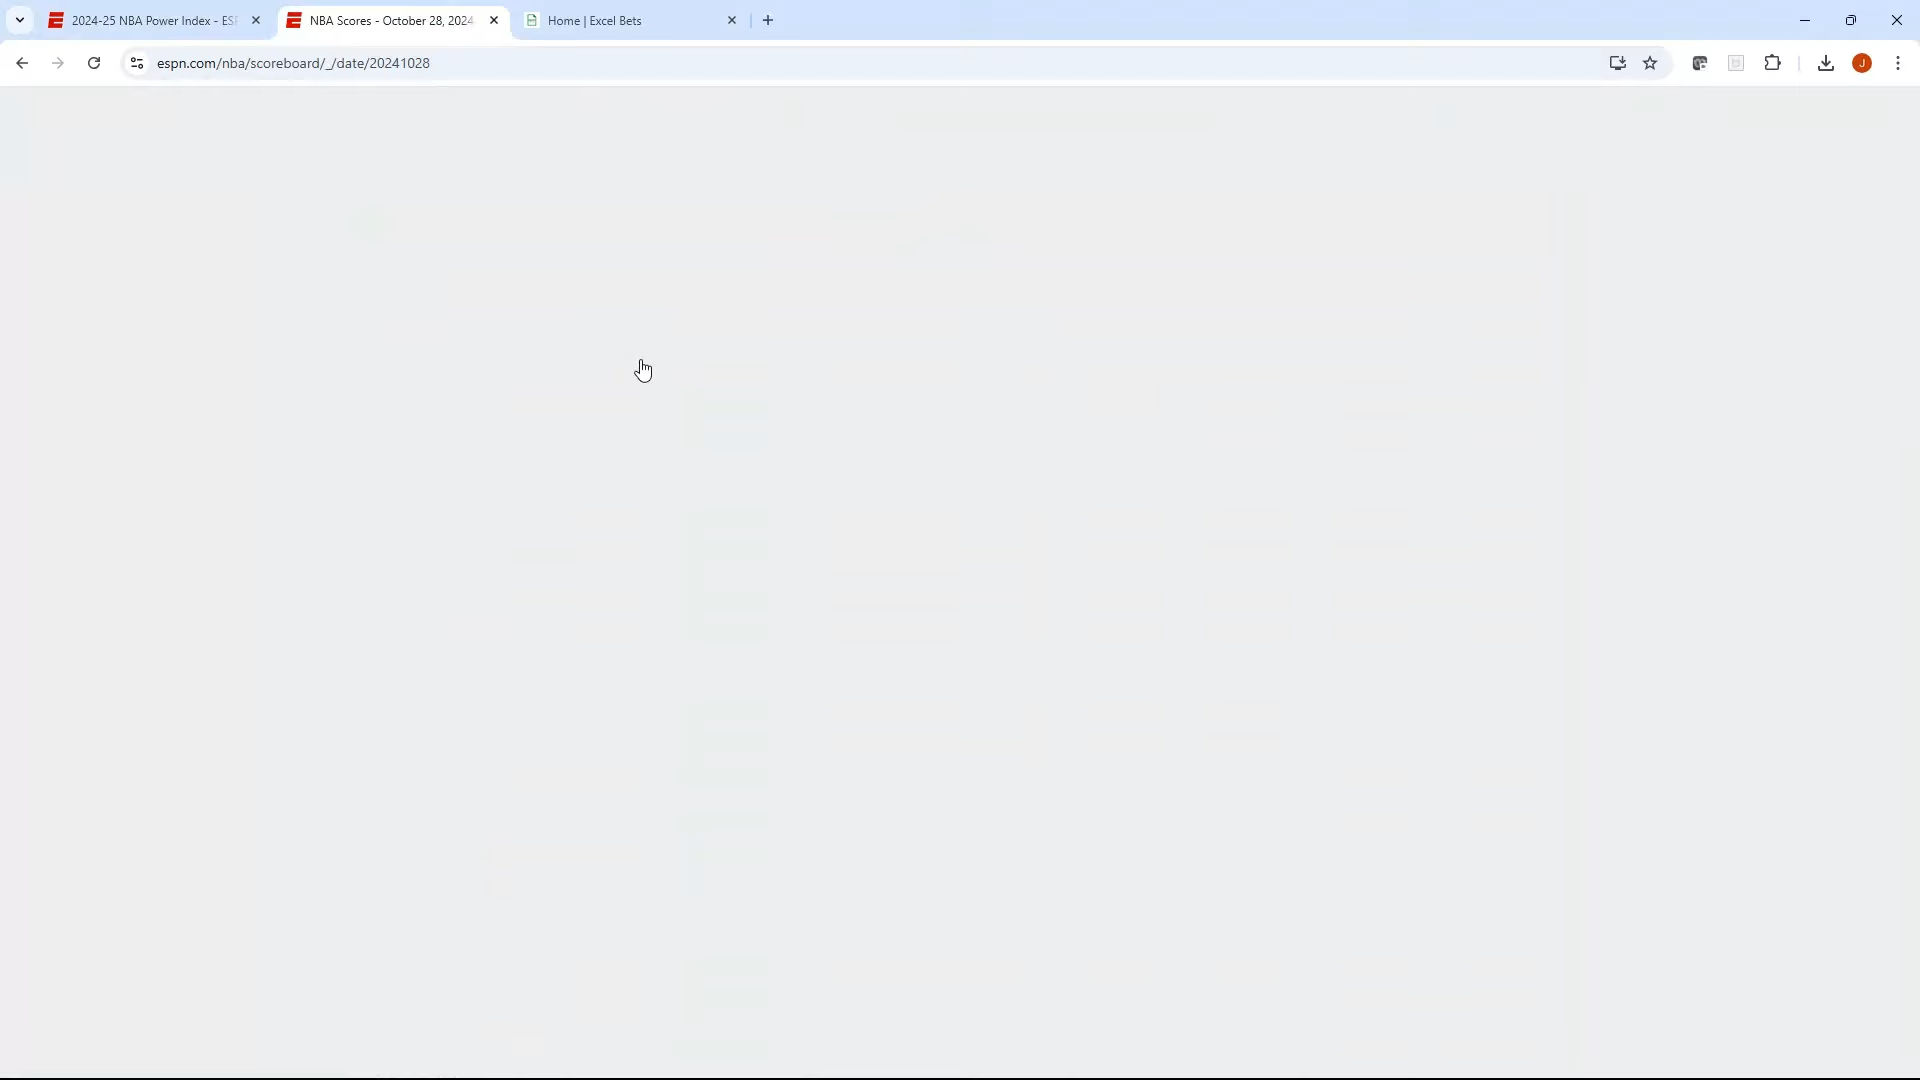 2024-25 NBA Power Index - ESP
NBA Scores - October 28, 2024
Home | Excel Bets
espn.com/nba/scoreboard/_/date/20241028
J